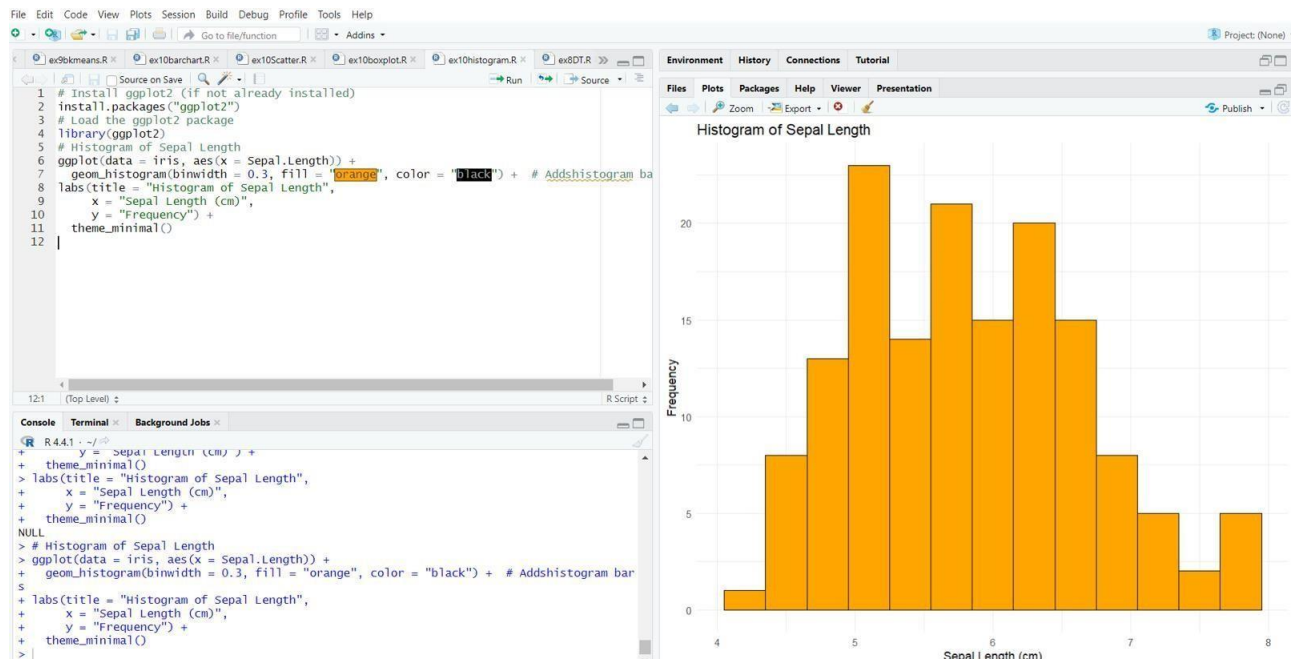 File Edit Code View Plots Session Build Debug Profile Tools Help
Go to file/function Addins Project: (None)
ex9bkmeans.R ex10barchart.R ex10Scatter.R ex10boxplot.R ex10histogram.R ex8DT.R
Source on Save Run Source
1 # Install ggplot2 (if not already installed)
2 install.packages("ggplot2")
3 # Load the ggplot2 package
4 library(ggplot2)
5 # Histogram of Sepal Length
6 ggplot(data = iris, aes(x = Sepal.Length)) +
7 geom_histogram(binwidth = 0.3, fill = "orange", color = "black") + # Addshistogram ba
8 labs(title = "Histogram of Sepal Length",
9 x = "Sepal Length (cm)",
10 y = "Frequency") +
11 theme_minimal()
12
12:1 (Top Level) R Script
Console Terminal Background Jobs
R 4.4.1 · ~/
+ y = "Sepal Length (cm)") +
+ theme_minimal()
> labs(title = "Histogram of Sepal Length",
+ x = "Sepal Length (cm)",
+ y = "Frequency") +
+ theme_minimal()
NULL
> # Histogram of Sepal Length
> ggplot(data = iris, aes(x = Sepal.Length)) +
+ geom_histogram(binwidth = 0.3, fill = "orange", color = "black") + # Addshistogram bar
s
+ labs(title = "Histogram of Sepal Length",
+ x = "Sepal Length (cm)",
+ y = "Frequency") +
+ theme_minimal()
>
Environment History Connections Tutorial
Files Plots Packages Help Viewer Presentation
Zoom Export Publish
Histogram of Sepal Length
Frequency
20
15
10
5
0
4 5 6 7 8
Sepal Length (cm)